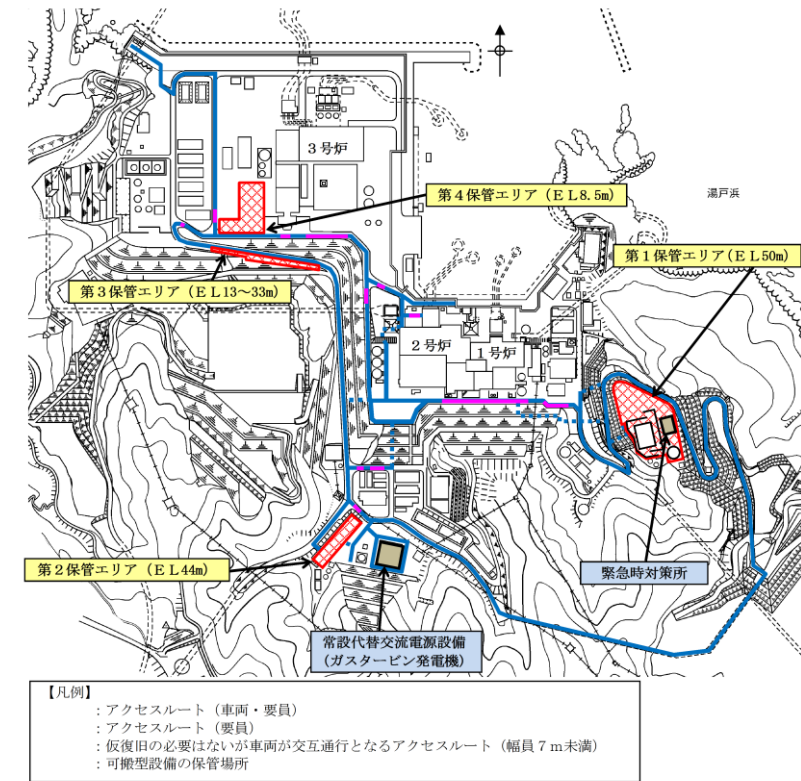 3号炉
第4保管エリア(EL8.5m)
湯戸浜
第1保管エリア(EL50m)
第3保管エリア(EL13~33m)
2号炉
1号炉
第2保管エリア(EL44m)
緊急時対策所
常設代替交流電源設備
(ガスタービン発電機)
【凡例】
:アクセスルート(車両・要員)
:アクセスルート(要員)
:仮復旧の必要はないが車両が交互通行となるアクセスルート(幅員7m未満)
:可搬型設備の保管場所